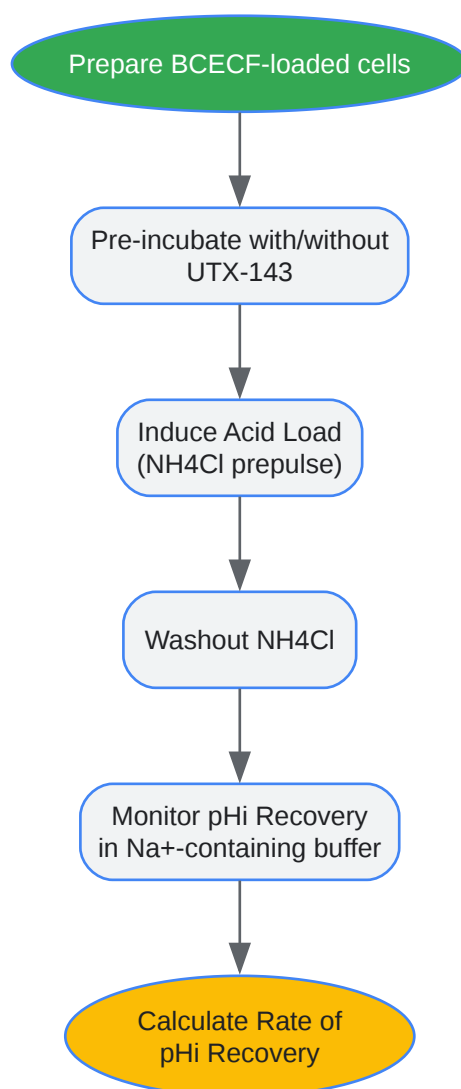 Prepare BCECF-loaded cells
Pre-incubate with/without
UTX-143
Induce Acid Load
(NH4Cl prepulse)
Washout NH4Cl
Monitor pHi Recovery
in Na+-containing buffer
Calculate Rate of
pHi Recovery